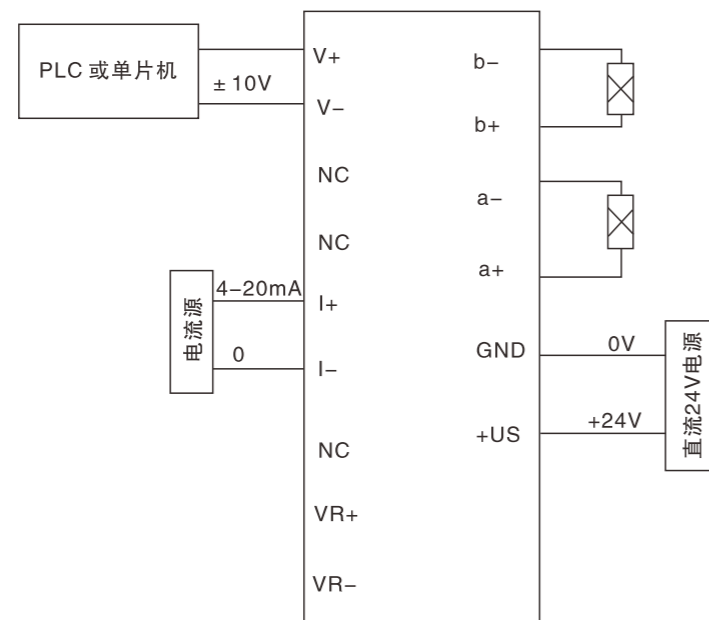 PLC 或单片机
± 10V
V+
V−
NC
NC
4−20mA
I+
电流源
0
I−
NC
VR+
VR−
b−
b+
a−
a+
GND
0V
+US
+24V
直流24V电源